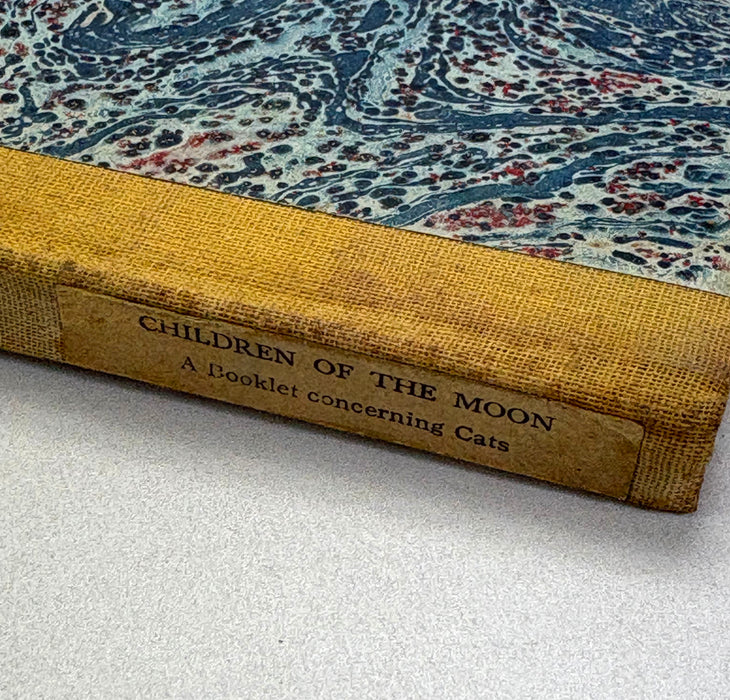 CHILDREN OF THE MOON
A Booklet concerning Cats